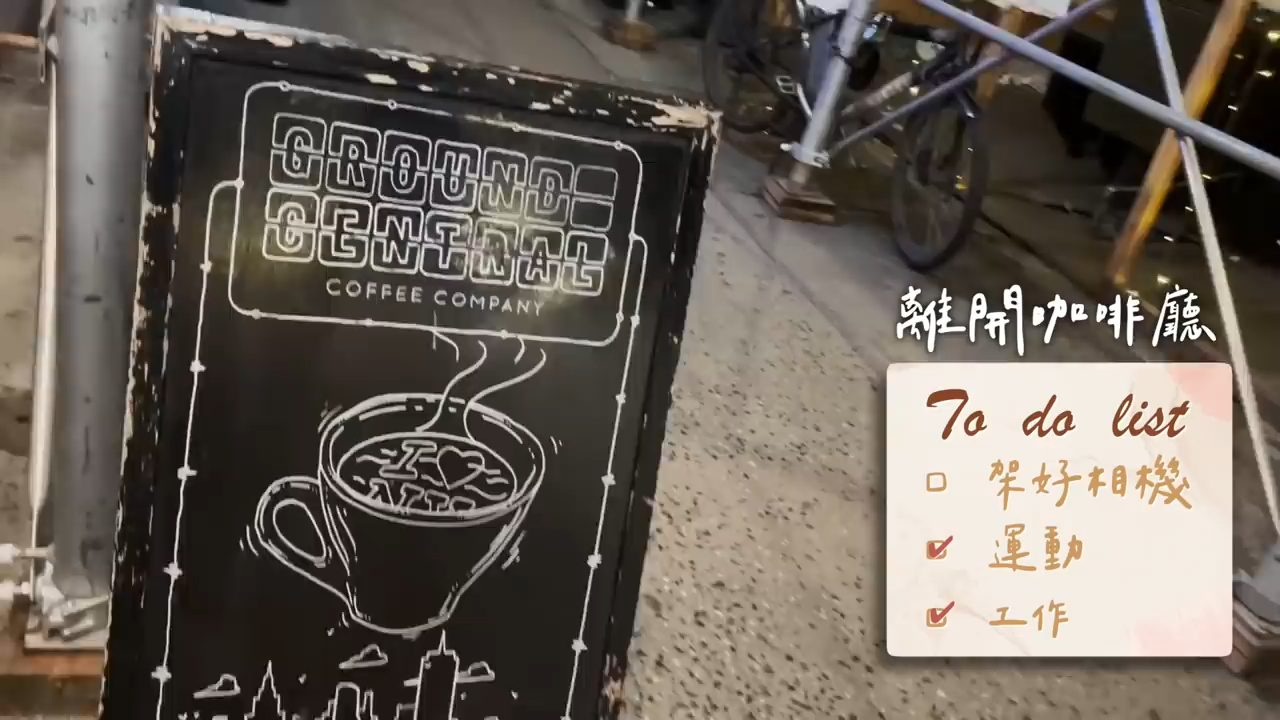 GROUND
CENTRAL
COFFEE COMPANY
I
NYC
離開咖啡廳
To do list
架好相機
運動
工作